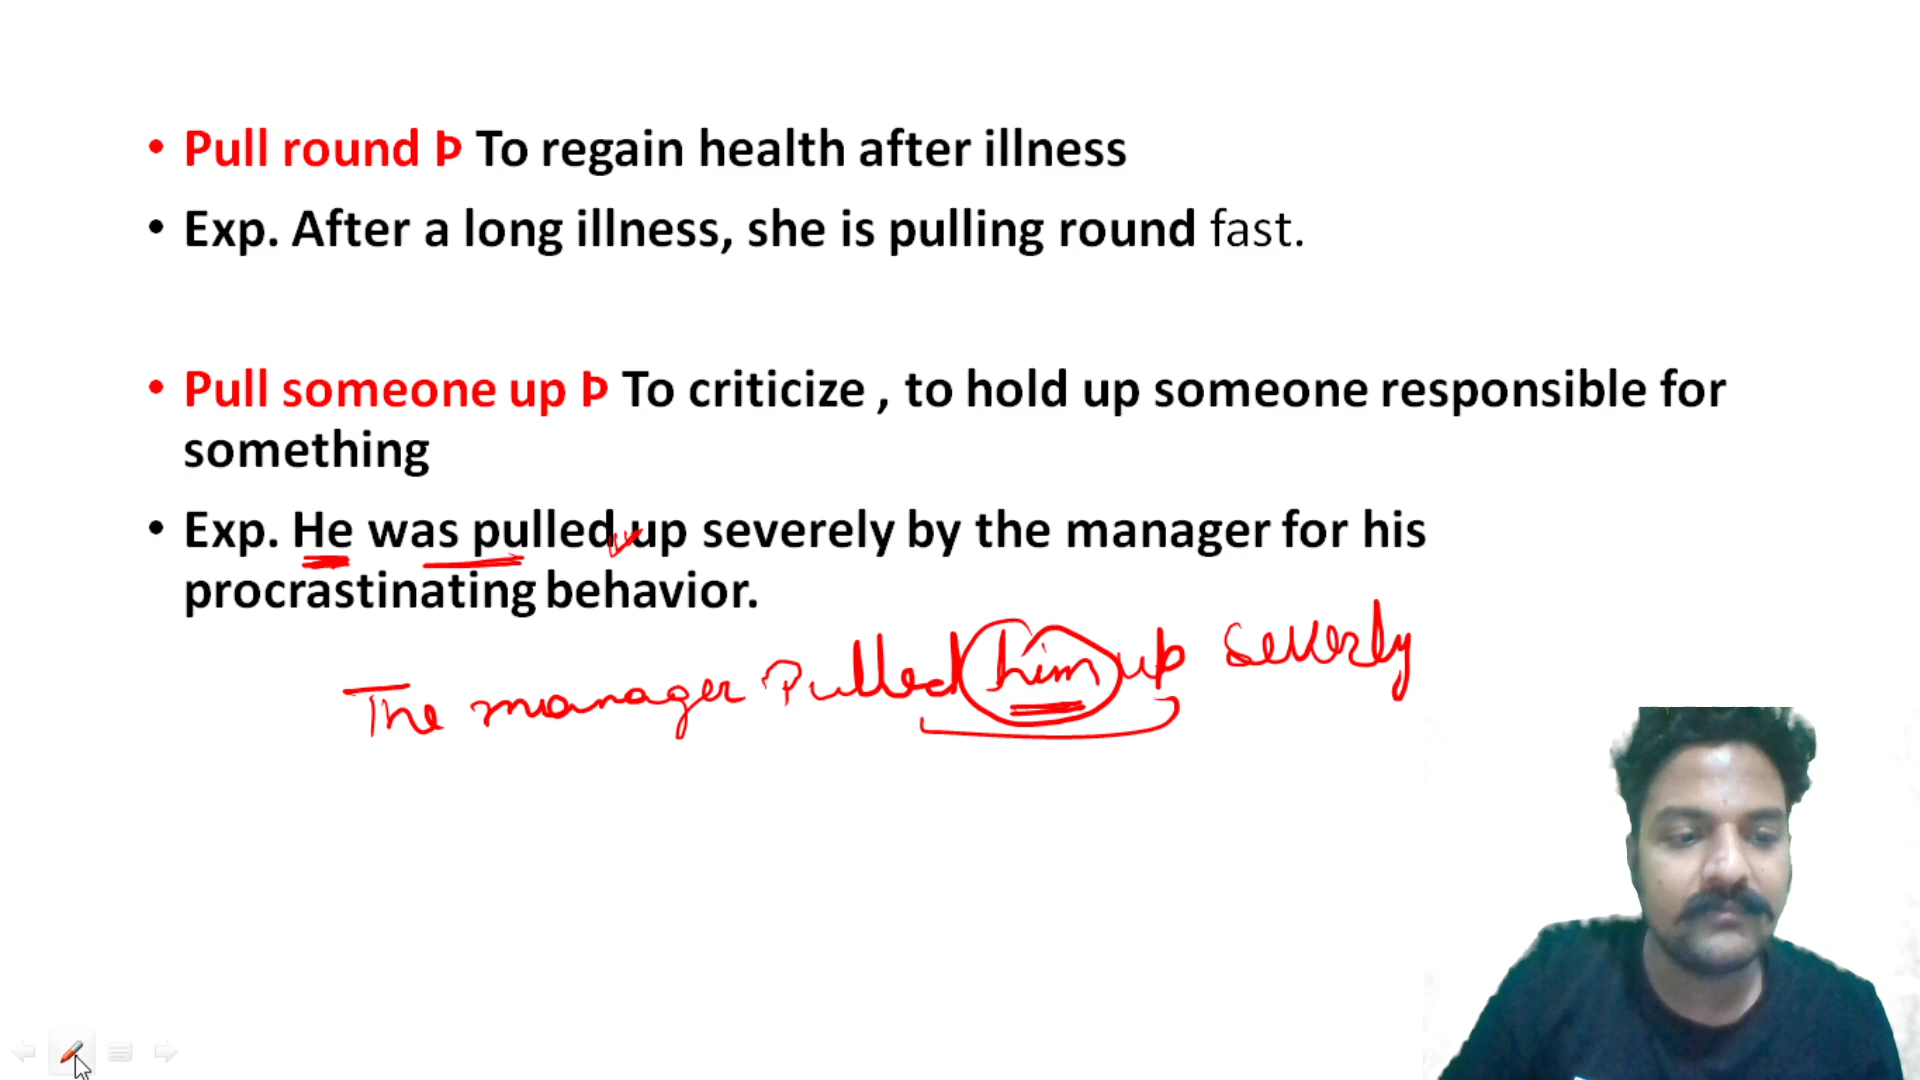 • Pull round Þ To regain health after illness
• Exp. After a long illness, she is pulling round fast.
• Pull someone up Þ To criticize , to hold up someone responsible for
something
• Exp. He was pulled up severely by the manager for his
procrastinating behavior.
The manager Pulled him up severly